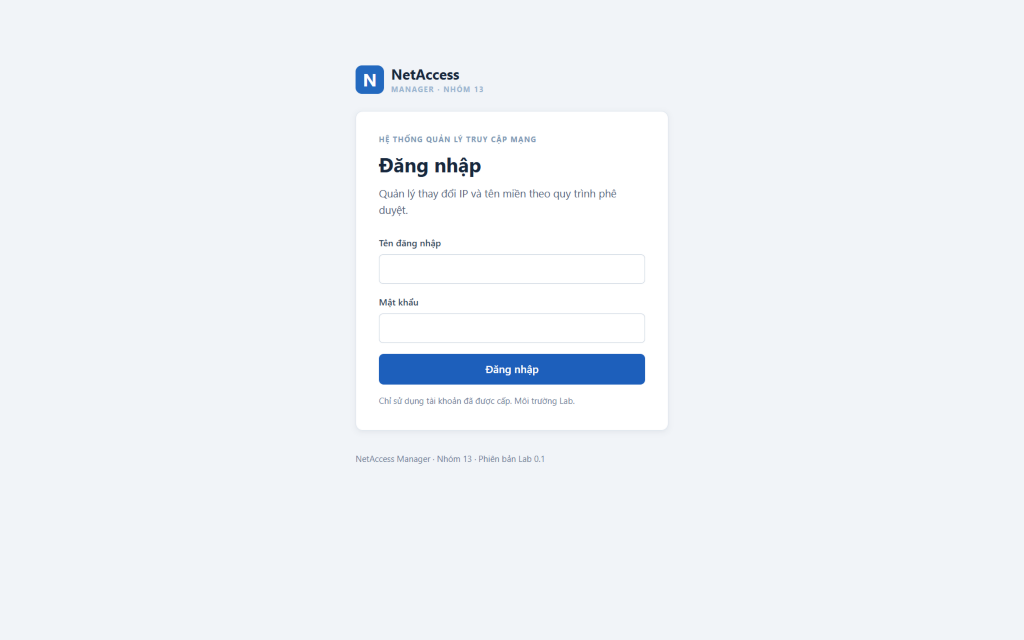 N
NetAccess
MANAGER · NHÓM 13
HỆ THỐNG QUẢN LÝ TRUY CẬP MẠNG
Đăng nhập
Quản lý thay đổi IP và tên miền theo quy trình phê
duyệt.
Tên đăng nhập
Mật khẩu
Đăng nhập
Chỉ sử dụng tài khoản đã được cấp. Môi trường Lab.
NetAccess Manager · Nhóm 13 · Phiên bản Lab 0.1